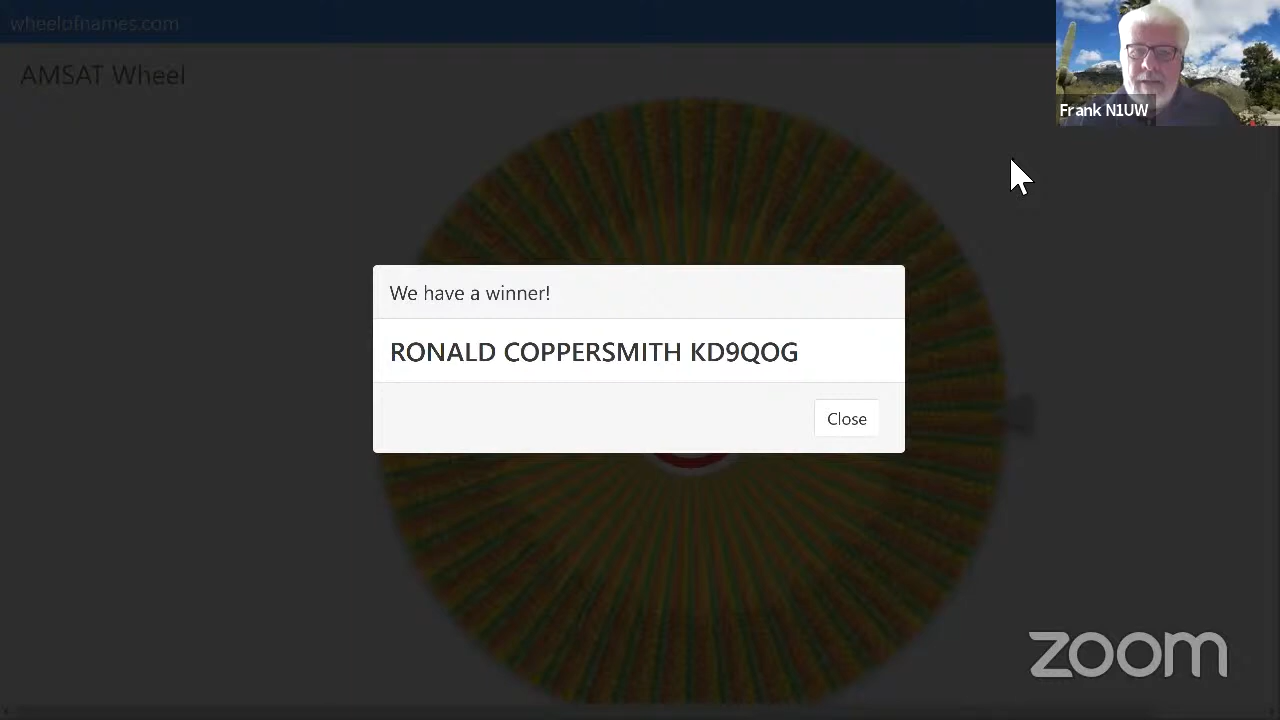 wheelofnames.com
AMSAT Wheel
Frank N1UW
We have a winner!
RONALD COPPERSMITH KD9QOG
Close
zoom